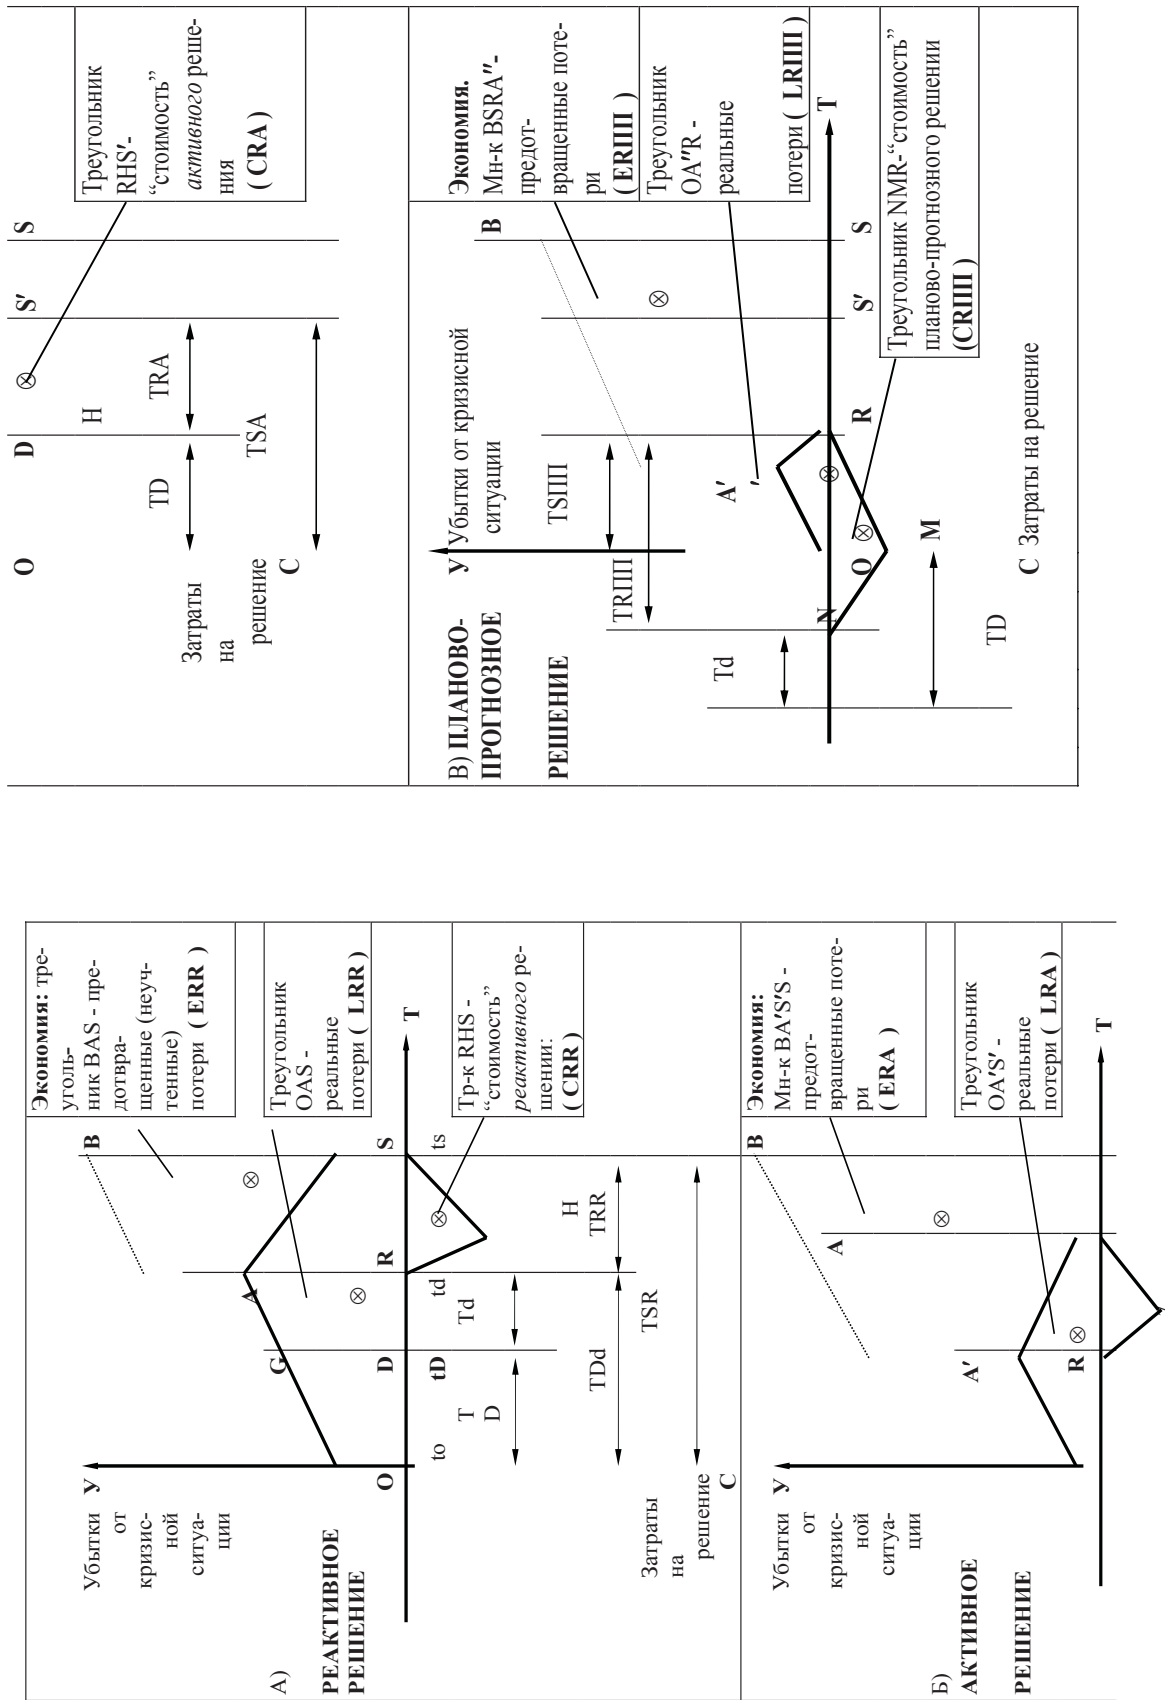 Убытки
от
кризис-
ной
ситуа-
ции
У
А)
РЕАКТИВНОЕ
РЕШЕНИЕ
Экономия: тре-
уголь-
ник BAS - пре-
дотвра-
щенные (неуч-
тенные)
потери ( ERR )
B
A
G
Треугольник
OAS -
реальные
потери ( LRR )
O
D
R
S
T
to
tD
td
ts
T
D
Td
Тр-к RHS -
“стоимость”
реактивного ре-
шении:
( CRR )
H
TRR
TDd
TSR
Затраты
на
решение
C
Убытки
от
кризис-
ной
ситуа-
ции
У
Б)
АКТИВНОЕ
РЕШЕНИЕ
B
Экономия:
Мн-к BA'S'S -
предот-
вращенные поте-
ри
( ERA )
A
A'
Треугольник
OA'S' -
реальные
потери ( LRA )
R
T
O
D
S'
S
Треугольник
RHS'-
“стоимость”
активного реше-
ния
( CRA )
H
TD
TRA
TSA
Затраты
на
решение
C
В) ПЛАНОВО-
ПРОГНОЗНОЕ
РЕШЕНИЕ
У Убытки от кризисной
ситуации
B
Экономия.
Мн-к BSRA"-
предот-
вращенные поте-
ри
( ERПП )
TSПП
TRПП
Треугольник
OA"R -
реальные
потери ( LRПП )
A'
'
Td
N
T
O
R
S'
S
M
Треугольник NMR-“стоимость”
планово-прогнозного решении
(CRПП )
TD
C Затраты на решение